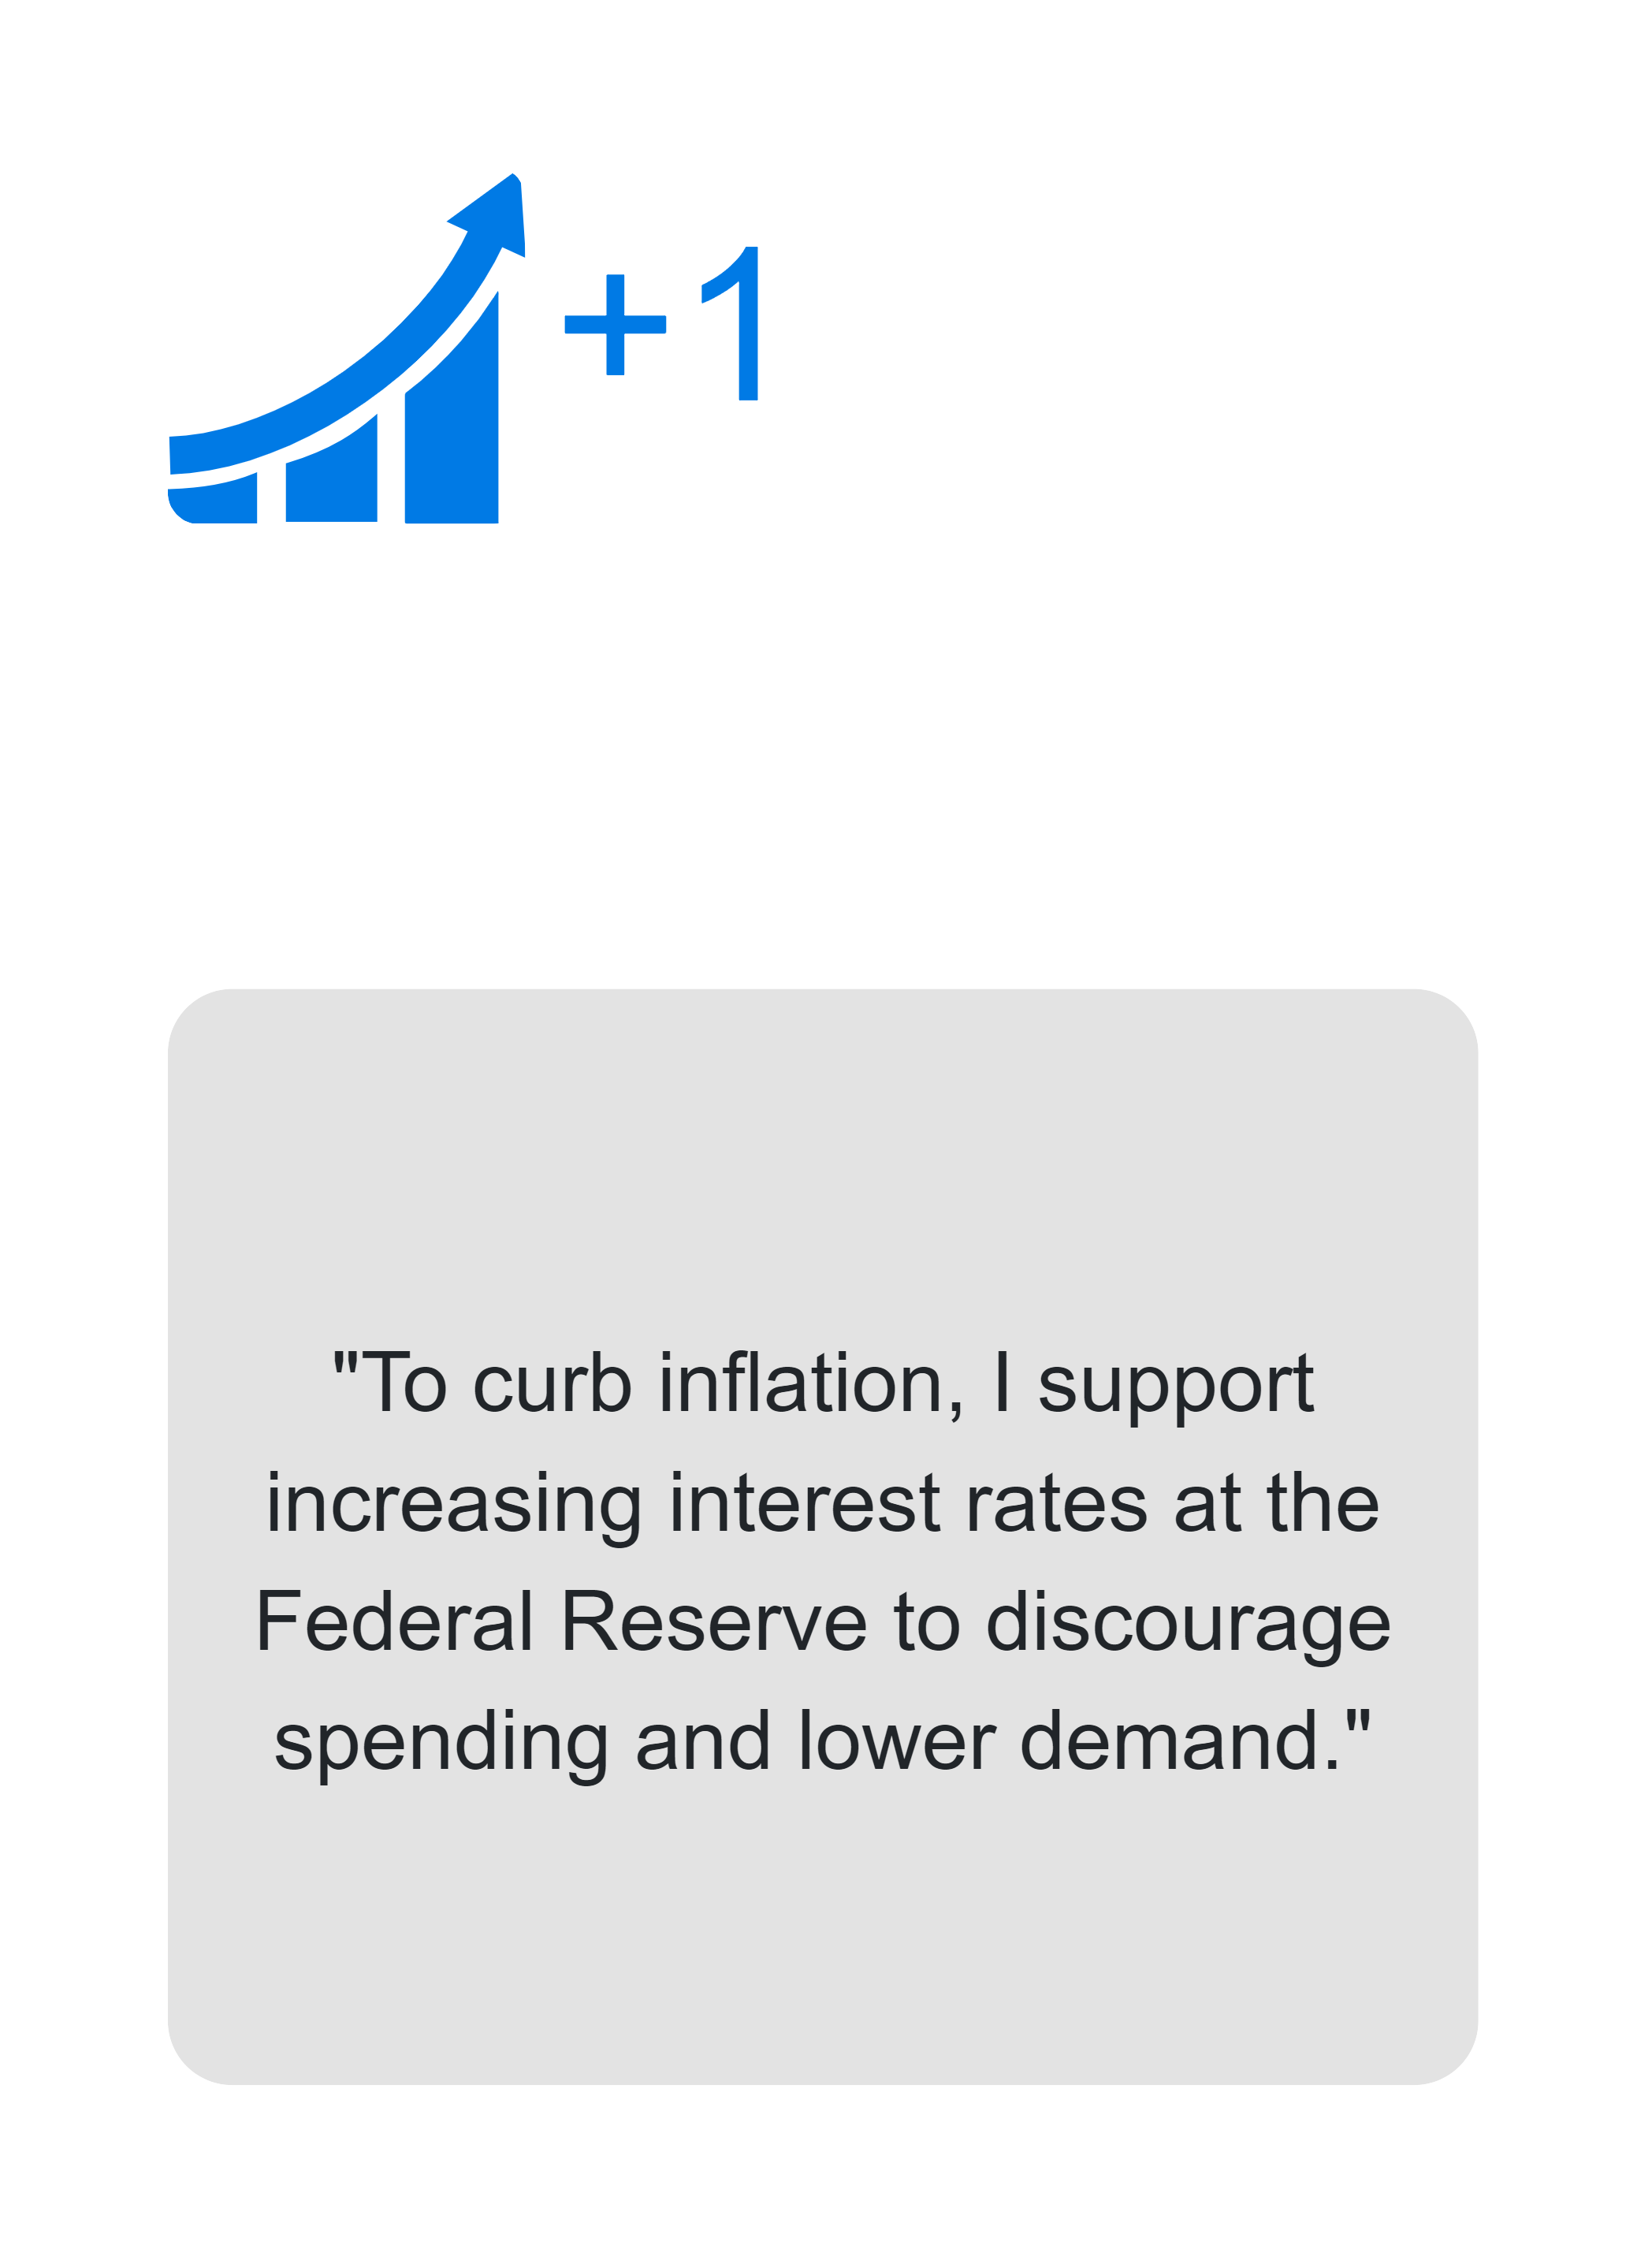 +1
"To curb inflation, I support
increasing interest rates at the
Federal Reserve to discourage
spending and lower demand."